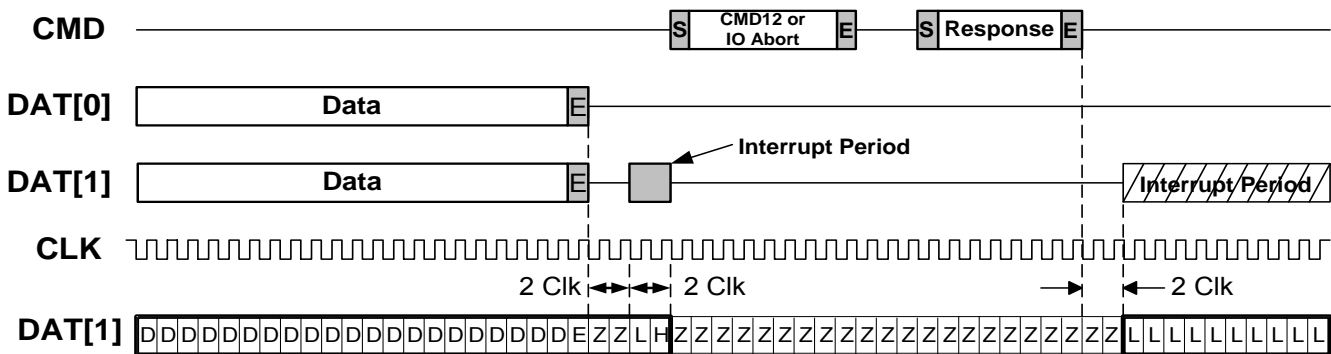 CMD
S CMD12 or IO Abort E S Response E
DAT[0]
Data E
Interrupt Period
DAT[1]
Data E Interrupt Period
CLK
2 Clk 2 Clk 2 Clk
DAT[1]
D D D D D D D D D D D D D D D D D D D D D E Z Z L H Z Z Z Z Z Z Z Z Z Z Z Z Z Z Z Z Z Z Z Z Z Z L L L L L L L L L L